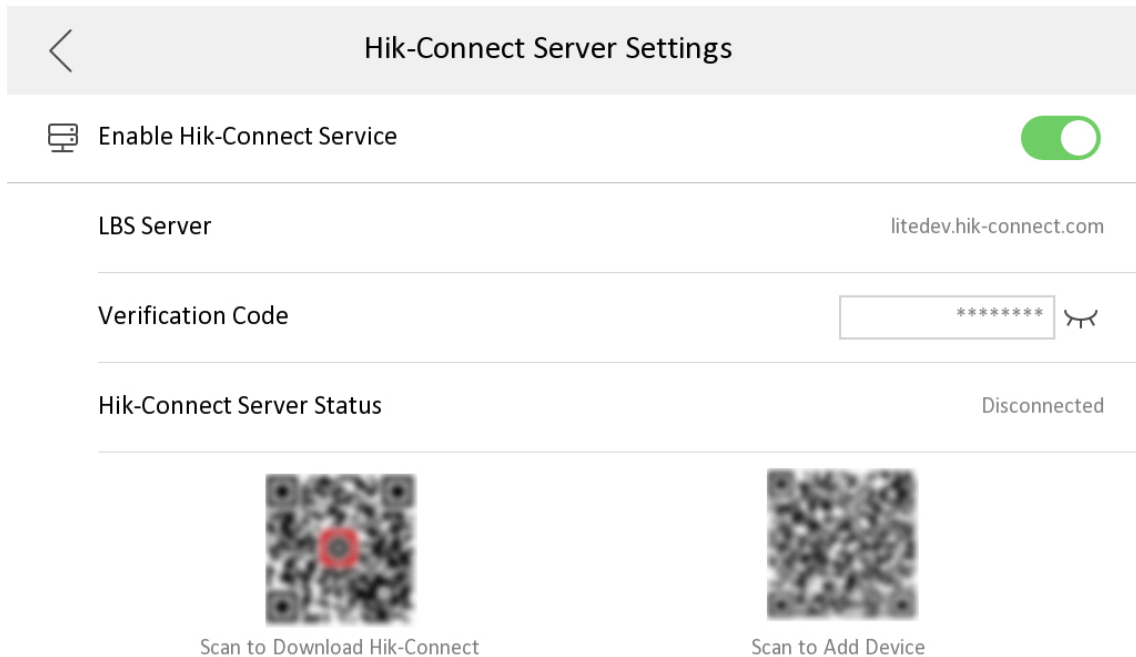 Hik-Connect Server Settings
Enable Hik-Connect Service
LBS Server litedev.hik-connect.com
Verification Code ********
Hik-Connect Server Status Disconnected
Scan to Download Hik-Connect Scan to Add Device